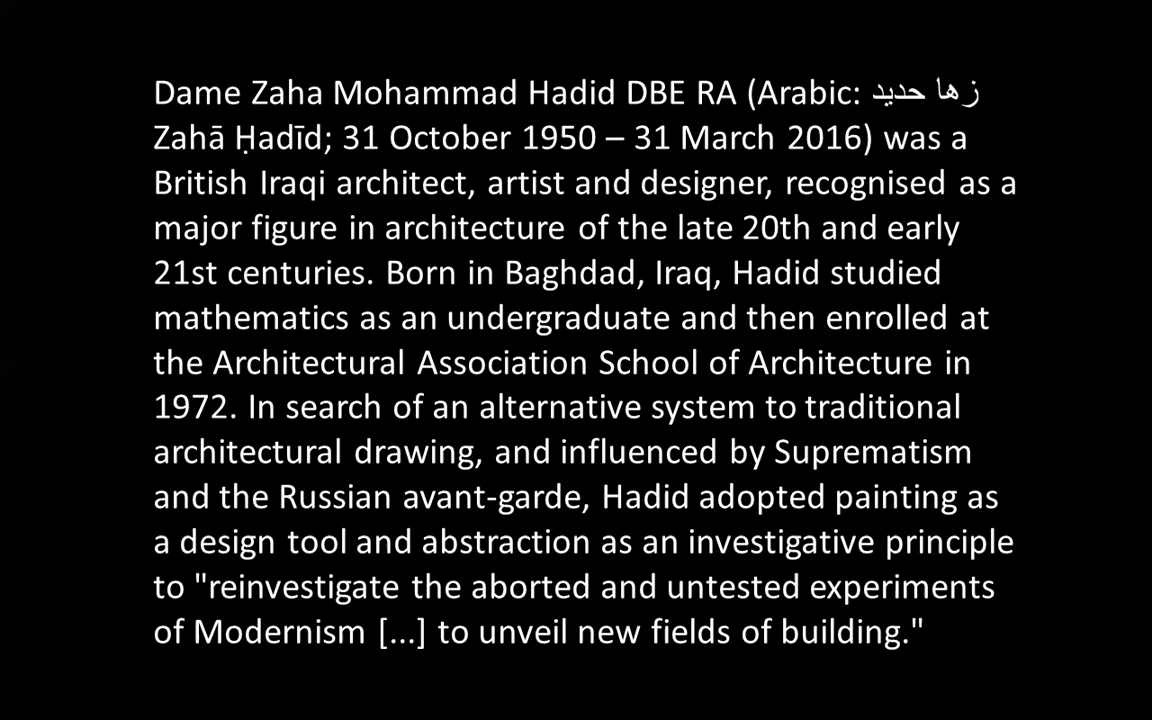 Dame Zaha Mohammad Hadid DBE RA (Arabic: زها حديد
Zahā Ḥadīd; 31 October 1950 – 31 March 2016) was a
British Iraqi architect, artist and designer, recognised as a
major figure in architecture of the late 20th and early
21st centuries. Born in Baghdad, Iraq, Hadid studied
mathematics as an undergraduate and then enrolled at
the Architectural Association School of Architecture in
1972. In search of an alternative system to traditional
architectural drawing, and influenced by Suprematism
and the Russian avant-garde, Hadid adopted painting as
a design tool and abstraction as an investigative principle
to "reinvestigate the aborted and untested experiments
of Modernism [...] to unveil new fields of building."